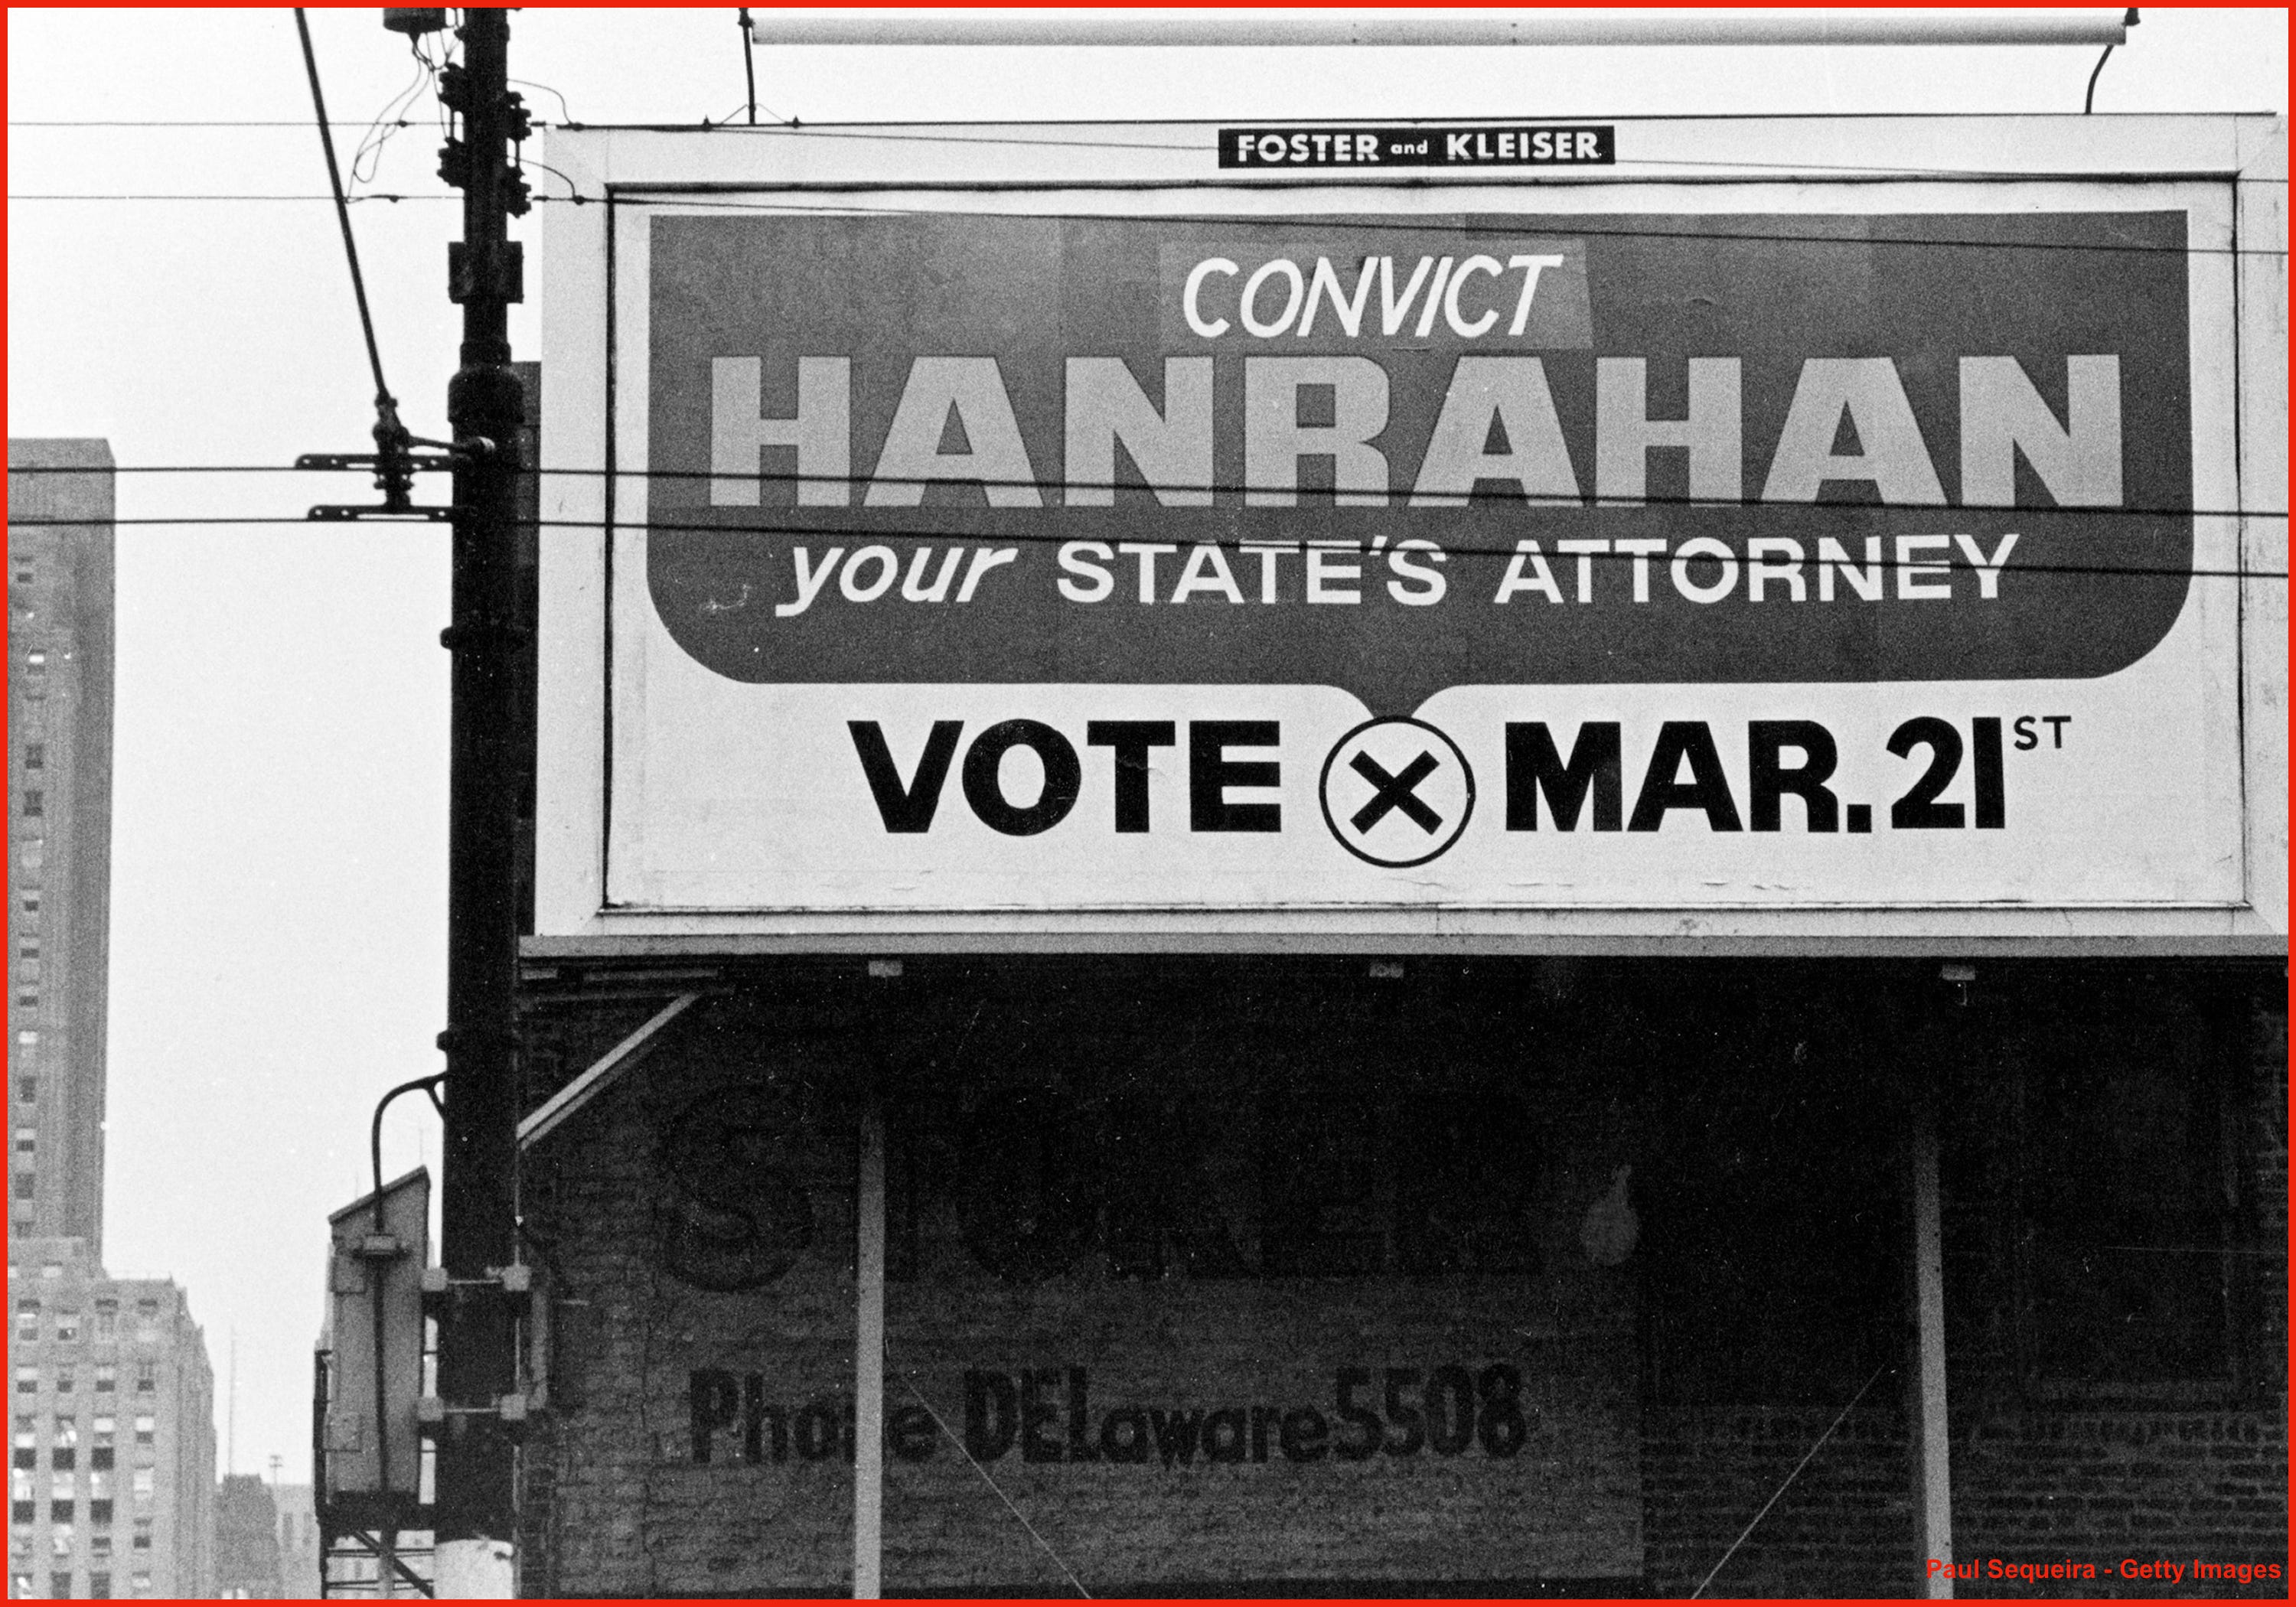 FOSTER and KLEISER
CONVICT
HANRAHAN
your STATE'S ATTORNEY
VOTE X MAR. 21ST
Phone DELaware 5508
Paul Sequeira - Getty Images